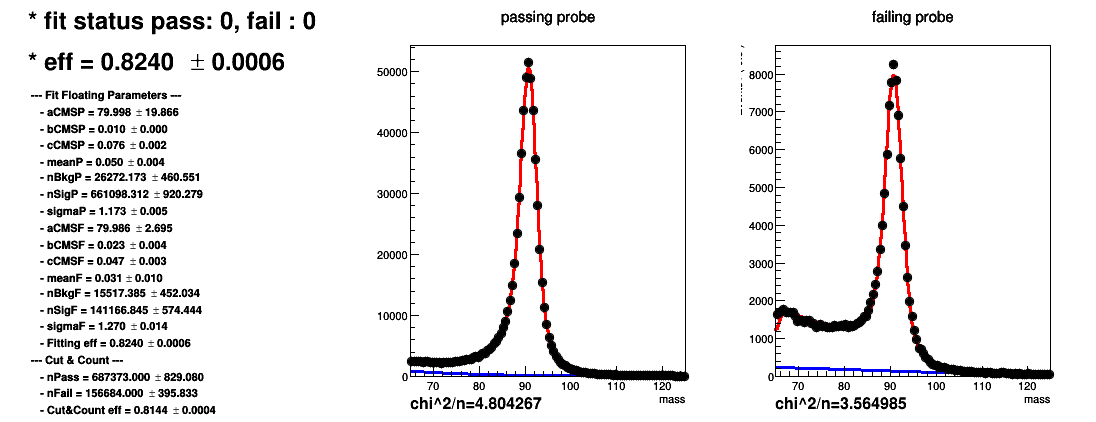 * fit status pass: 0, fail : 0
* eff = 0.8240 ± 0.0006
--- Fit Floating Parameters ---
- aCMSP = 79.998 ± 19.866
- bCMSP = 0.010 ± 0.000
- cCMSP = 0.076 ± 0.002
- meanP = 0.050 ± 0.004
- nBkgP = 26272.173 ± 460.551
- nSigP = 661098.312 ± 920.279
- sigmaP = 1.173 ± 0.005
- aCMSF = 79.986 ± 2.695
- bCMSF = 0.023 ± 0.004
- cCMSF = 0.047 ± 0.003
- meanF = 0.031 ± 0.010
- nBkgF = 15517.385 ± 452.034
- nSigF = 141166.845 ± 574.444
- sigmaF = 1.270 ± 0.014
- Fitting eff = 0.8240 ± 0.0006
--- Cut & Count ---
- nPass = 687373.000 ± 829.080
- nFail = 156684.000 ± 395.833
- Cut&Count eff = 0.8144 ± 0.0004
passing probe
50000
40000
30000
20000
10000
0
70 80 90 100 110 120
mass
chi^2/n=4.804267
failing probe
8000
7000
6000
5000
4000
3000
2000
1000
0
70 80 90 100 110 120
mass
chi^2/n=3.564985